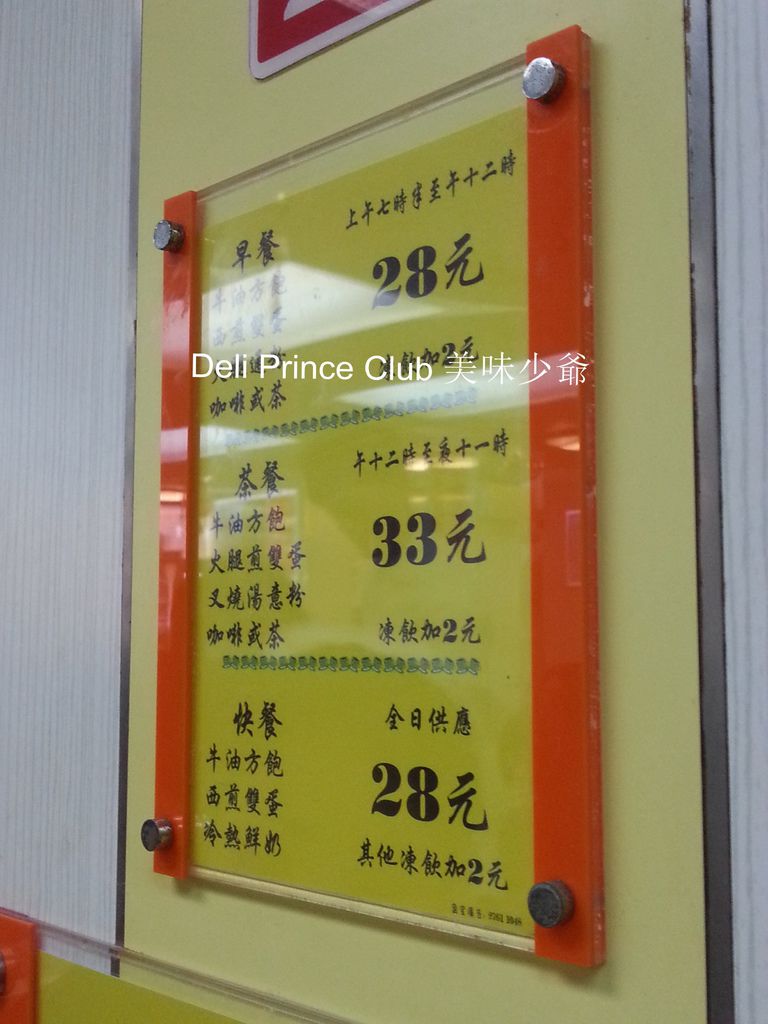 上午七時半至午十二時
早餐
28元
牛油方飽
西煎雙蛋
Deli Prince Club 美味少爺
凍飲加2元
咖啡或茶
午十二時至夜十一時
茶餐
牛油方飽
33元
火腿煎雙蛋
叉燒湯意粉
咖啡或茶
凍飲加2元
快餐
全日供應
牛油方飽
28元
西煎雙蛋
冷熱鮮奶
其他凍飲加2元